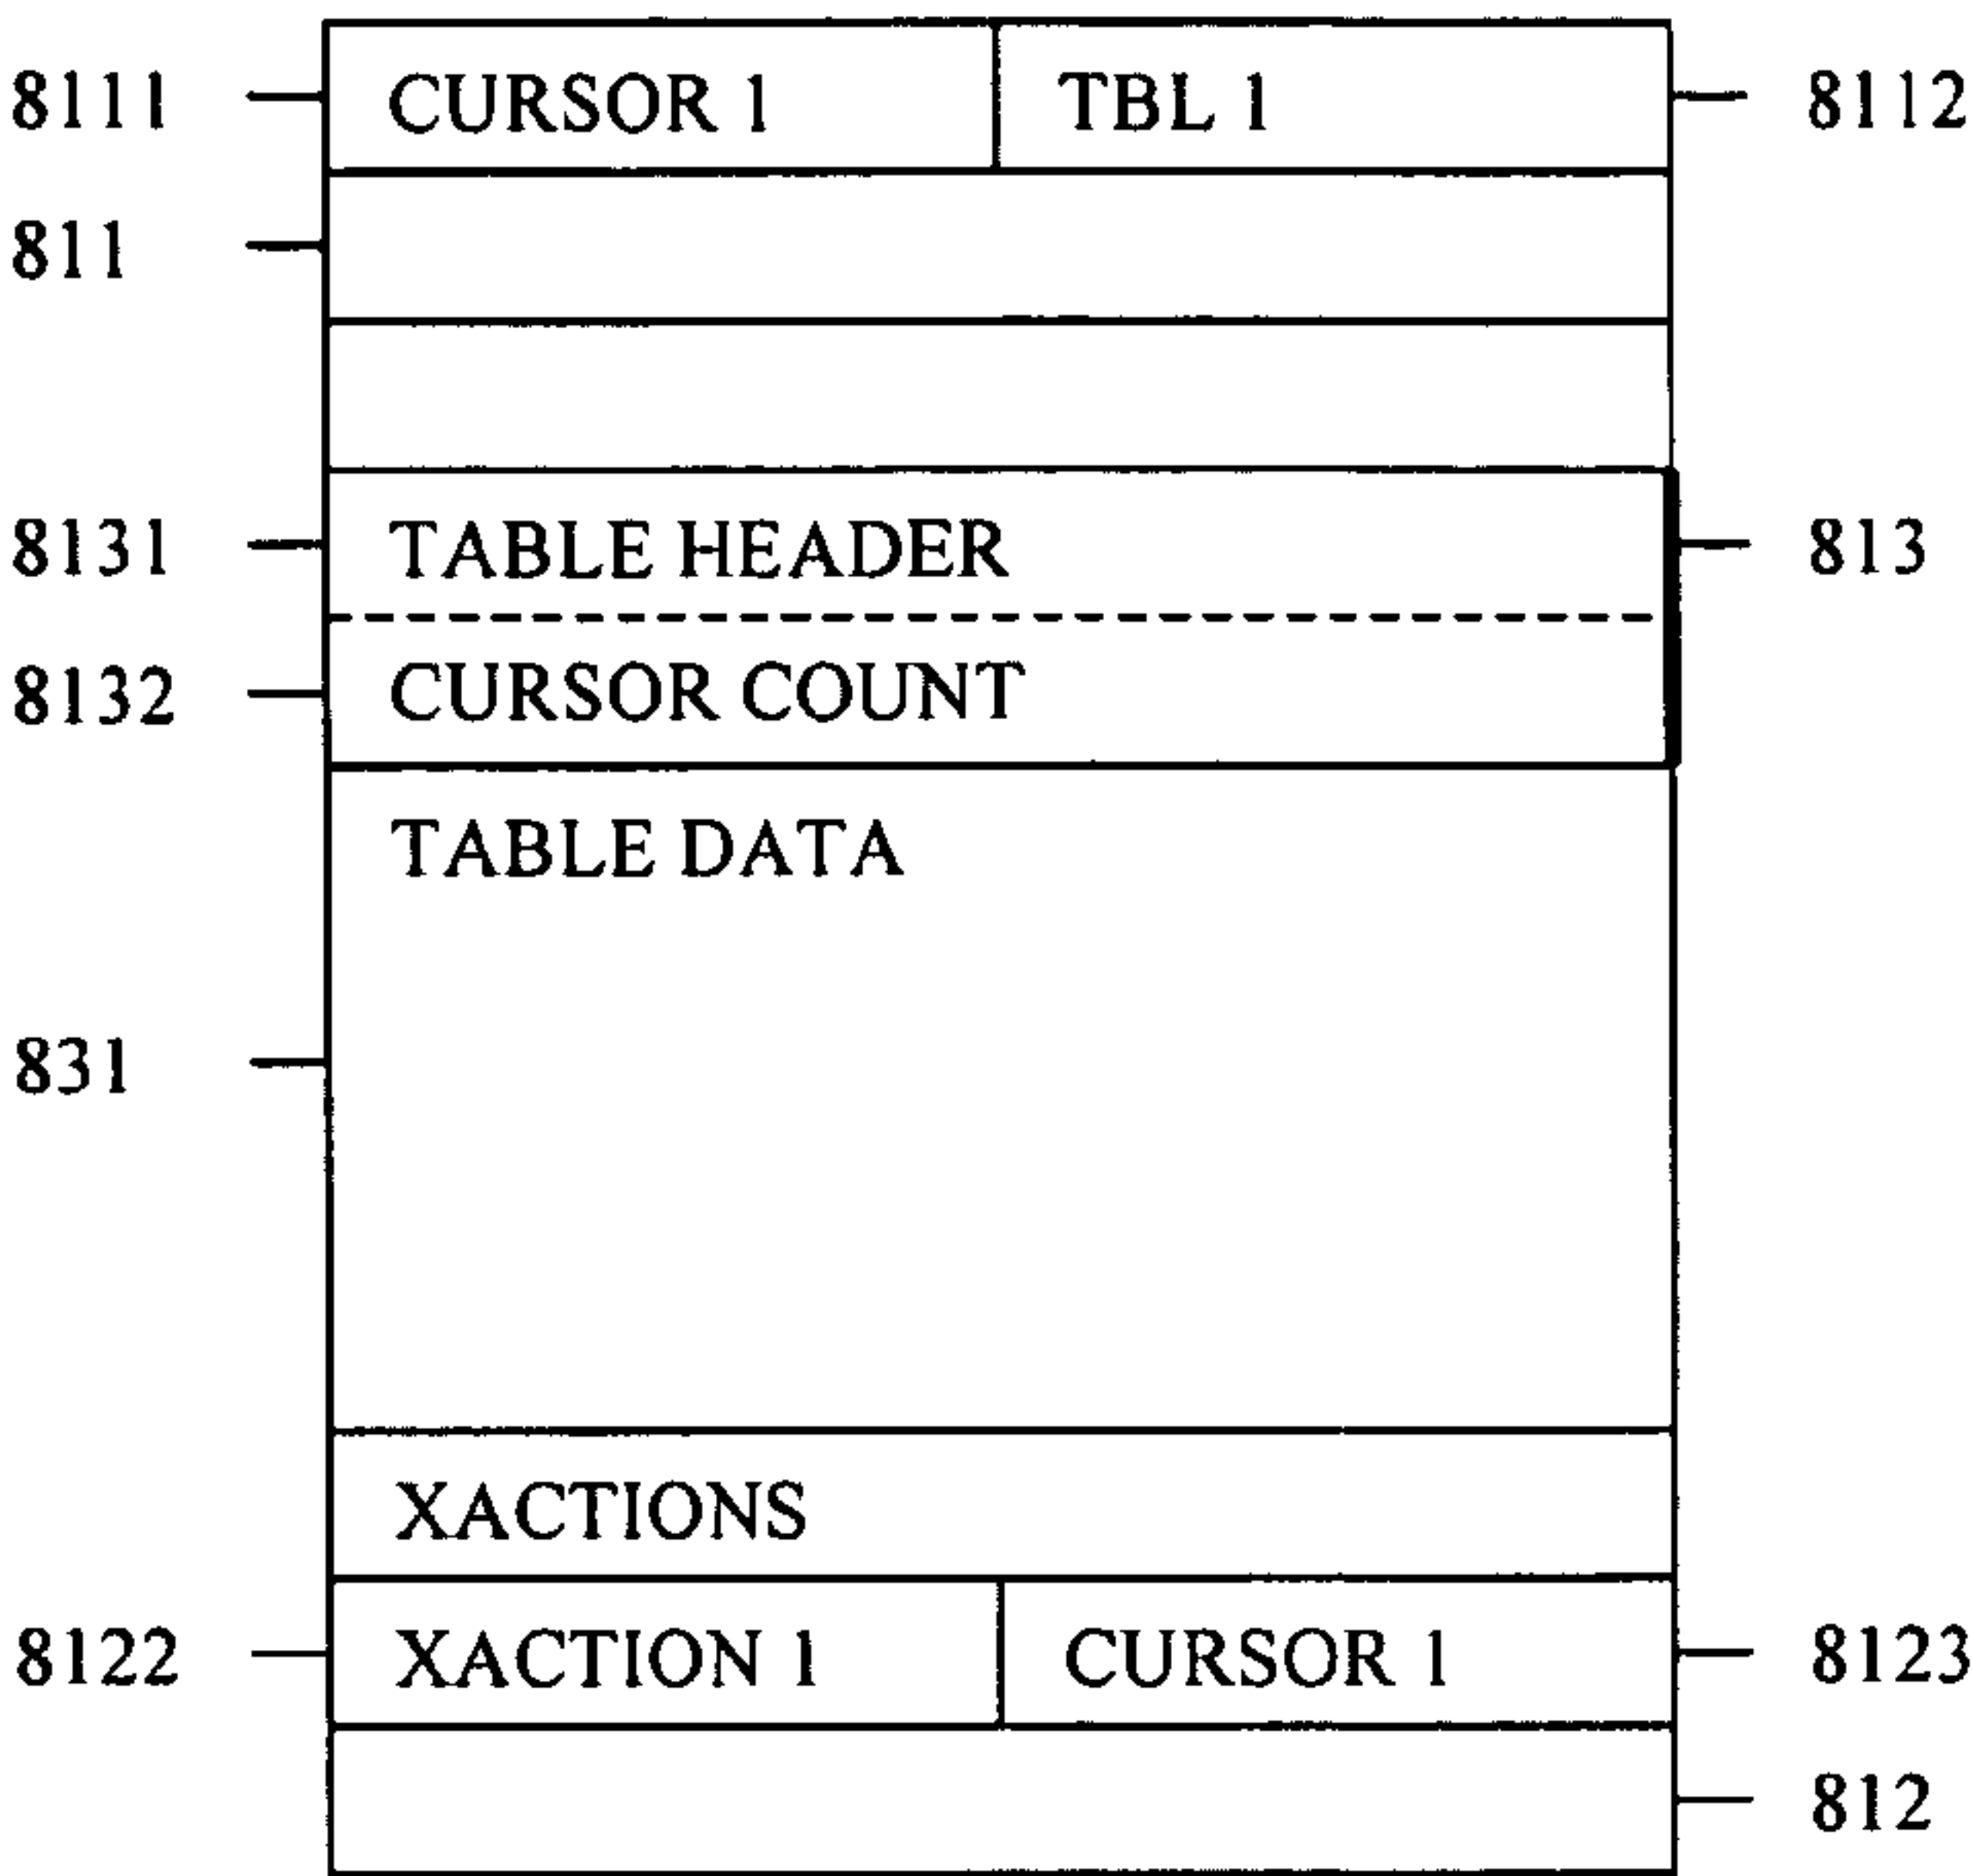 8111 CURSOR 1 TBL 1 8112
811
8131 TABLE HEADER 813
8132 CURSOR COUNT
TABLE DATA
831
XACTIONS
8122 XACTION 1 CURSOR 1 8123
812